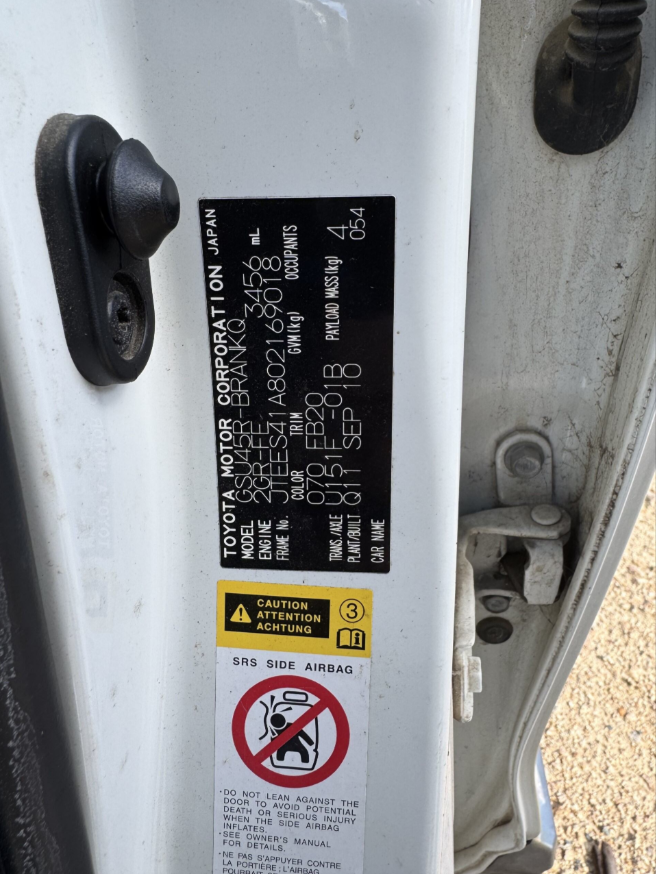 TOYOTA MOTOR CORPORATION JAPAN
MODEL GSU45R-BRANKQ
ENGINE 2GR-FE 3456 mL
FRAME No. JTEES41A802169018
COLOR TRIM GVM(kg) OCCUPANTS
070 FB20 4
TRANS./AXLE U151F -01B PAYLOAD MASS(kg) 054
PLANT/BUILT Q11 SEP 10
CAR NAME
CAUTION
ATTENTION
ACHTUNG
3
SRS SIDE AIRBAG
·DO NOT LEAN AGAINST THE
DOOR TO AVOID POTENTIAL
DEATH OR SERIOUS INJURY
WHEN THE SIDE AIRBAG
INFLATES.
·SEE OWNER'S MANUAL
FOR DETAILS.
·NE PAS S'APPUYER CONTRE
LA PORTIÈRE : L'AIRBAG